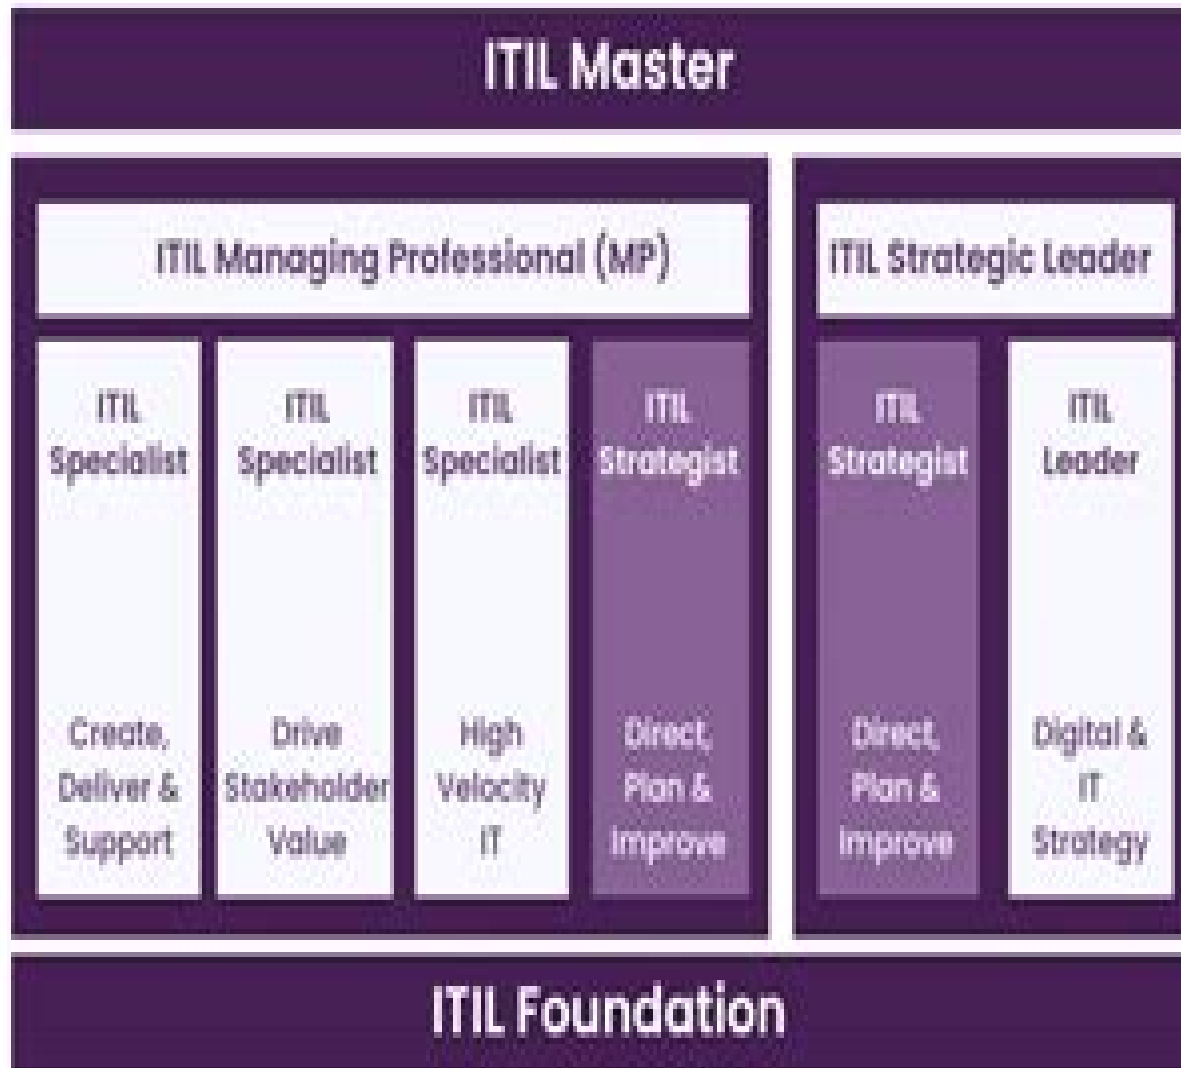 ITIL Master
ITIL Managing Professional (MP)
ITIL
Specialist
Create,
Deliver &
Support
ITIL
Specialist
Drive
Stakeholder
Value
ITIL
Specialist
High
Velocity
IT
ITIL
Strategist
Direct,
Plan &
Improve
ITIL Strategic Leader
ITIL
Strategist
Direct,
Plan &
Improve
ITIL
Leader
Digital &
IT
Strategy
ITIL Foundation